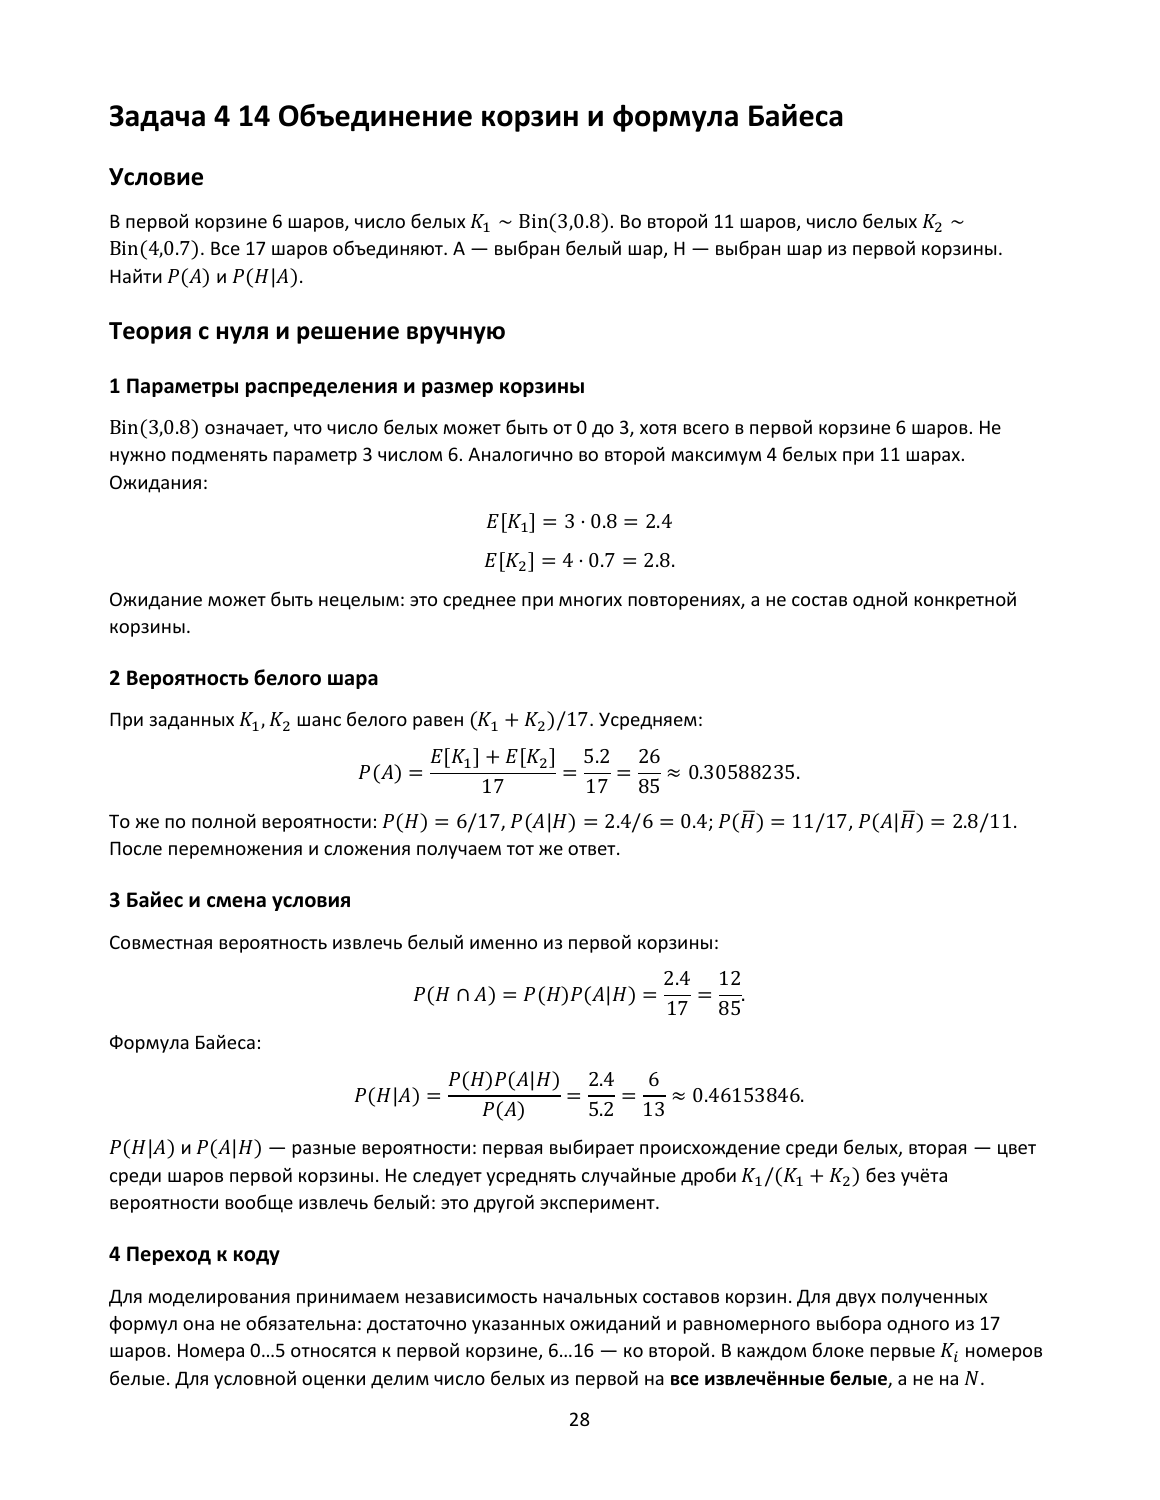 Задача 4 14 Объединение корзин и формула Байеса
Условие
В первой корзине 6 шаров, число белых K₁ ~ Bin(3,0.8). Во второй 11 шаров, число белых K₂ ~
Bin(4,0.7). Все 17 шаров объединяют. А — выбран белый шар, Н — выбран шар из первой корзины.
Найти P(A) и P(H|A).
Теория с нуля и решение вручную
1 Параметры распределения и размер корзины
Bin(3,0.8) означает, что число белых может быть от 0 до 3, хотя всего в первой корзине 6 шаров. Не
нужно подменять параметр 3 числом 6. Аналогично во второй максимум 4 белых при 11 шарах.
Ожидания:
E[K₁] = 3 · 0.8 = 2.4
E[K₂] = 4 · 0.7 = 2.8.
Ожидание может быть нецелым: это среднее при многих повторениях, а не состав одной конкретной
корзины.
2 Вероятность белого шара
При заданных K₁, K₂ шанс белого равен (K₁ + K₂)/17. Усредняем:
P(A) = (E[K₁] + E[K₂])/17 = 5.2/17 = 26/85 ≈ 0.30588235.
То же по полной вероятности: P(H) = 6/17, P(A|H) = 2.4/6 = 0.4; P(H̅) = 11/17, P(A|H̅) = 2.8/11.
После перемножения и сложения получаем тот же ответ.
3 Байес и смена условия
Совместная вероятность извлечь белый именно из первой корзины:
P(H ∩ A) = P(H)P(A|H) = 2.4/17 = 12/85.
Формула Байеса:
P(H|A) = P(H)P(A|H)/P(A) = 2.4/5.2 = 6/13 ≈ 0.46153846.
P(H|A) и P(A|H) — разные вероятности: первая выбирает происхождение среди белых, вторая — цвет
среди шаров первой корзины. Не следует усреднять случайные дроби K₁/(K₁ + K₂) без учёта
вероятности вообще извлечь белый: это другой эксперимент.
4 Переход к коду
Для моделирования принимаем независимость начальных составов корзин. Для двух полученных
формул она не обязательна: достаточно указанных ожиданий и равномерного выбора одного из 17
шаров. Номера 0…5 относятся к первой корзине, 6…16 — ко второй. В каждом блоке первые Kᵢ номеров
белые. Для условной оценки делим число белых из первой на все извлечённые белые, а не на N.
28